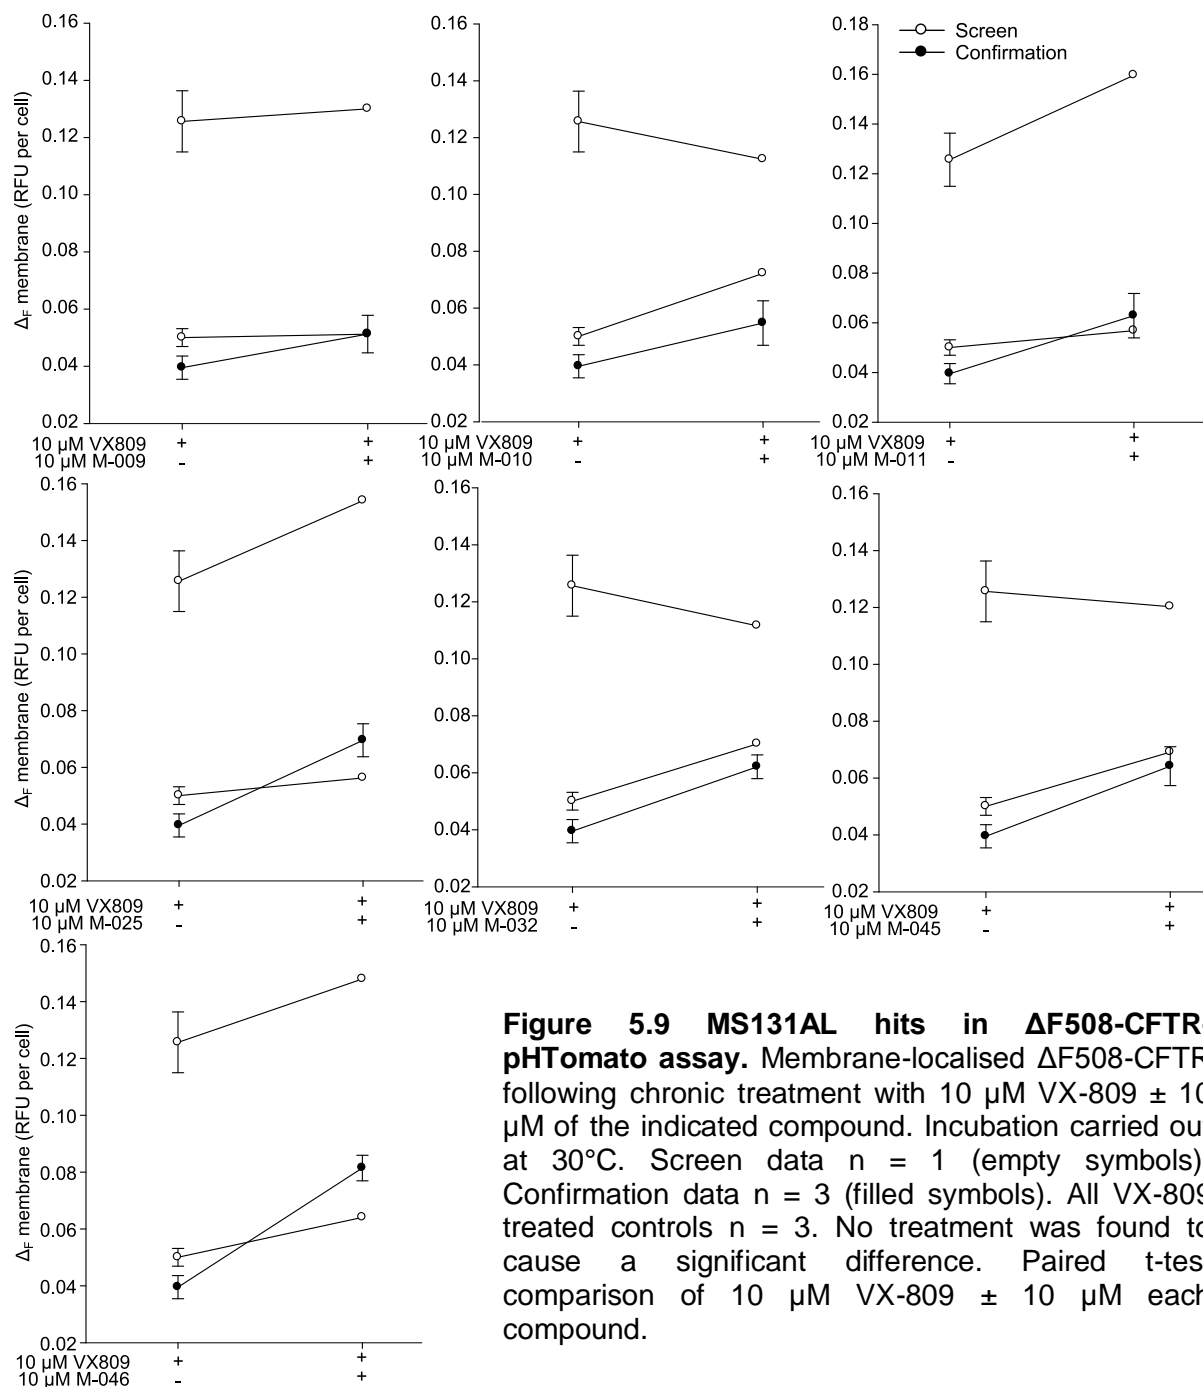 ΔF membrane (RFU per cell)
0.16
0.14
0.12
0.10
0.08
0.06
0.04
0.02
10 µM VX809 + +
10 µM M-009 - +
0.16
0.14
0.12
0.10
0.08
0.06
0.04
0.02
10 µM VX809 + +
10 µM M-010 - +
0.18
0.16
0.14
0.12
0.10
0.08
0.06
0.04
0.02
Screen
Confirmation
10 µM VX809 + +
10 µM M-011 - +
ΔF membrane (RFU per cell)
0.16
0.14
0.12
0.10
0.08
0.06
0.04
0.02
10 µM VX809 + +
10 µM M-025 - +
0.16
0.14
0.12
0.10
0.08
0.06
0.04
0.02
10 µM VX809 + +
10 µM M-032 - +
0.16
0.14
0.12
0.10
0.08
0.06
0.04
0.02
10 µM VX809 + +
10 µM M-045 - +
ΔF membrane (RFU per cell)
0.16
0.14
0.12
0.10
0.08
0.06
0.04
0.02
10 µM VX809 + +
10 µM M-046 - +
Figure 5.9 MS131AL hits in ΔF508-CFTR-
pHTomato assay. Membrane-localised ΔF508-CFTR
following chronic treatment with 10 µM VX-809 ± 10
µM of the indicated compound. Incubation carried ou
at 30°C. Screen data n = 1 (empty symbols)
Confirmation data n = 3 (filled symbols). All VX-809
treated controls n = 3. No treatment was found to
cause a significant difference. Paired t-tes
comparison of 10 µM VX-809 ± 10 µM each
compound.